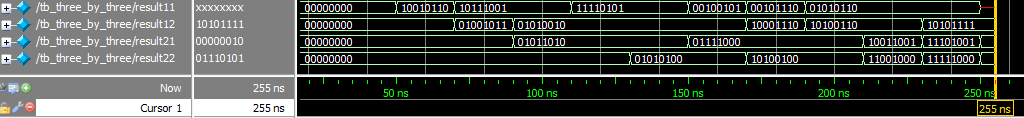 /tb_three_by_three/result11 xxxxxxxx 00000000 10010110 10111001 11110101 00100101 00101110 01010110
/tb_three_by_three/result12 10101111 00000000 01001011 01010010 10001110 10100110 10101111
/tb_three_by_three/result21 00000010 00000000 01011010 01111000 10011001 11101001
/tb_three_by_three/result22 01110101 00000000 01010100 10100100 11001000 11111000
Now 255 ns 50 ns 100 ns 150 ns 200 ns 250 ns
Cursor 1 255 ns 255 ns